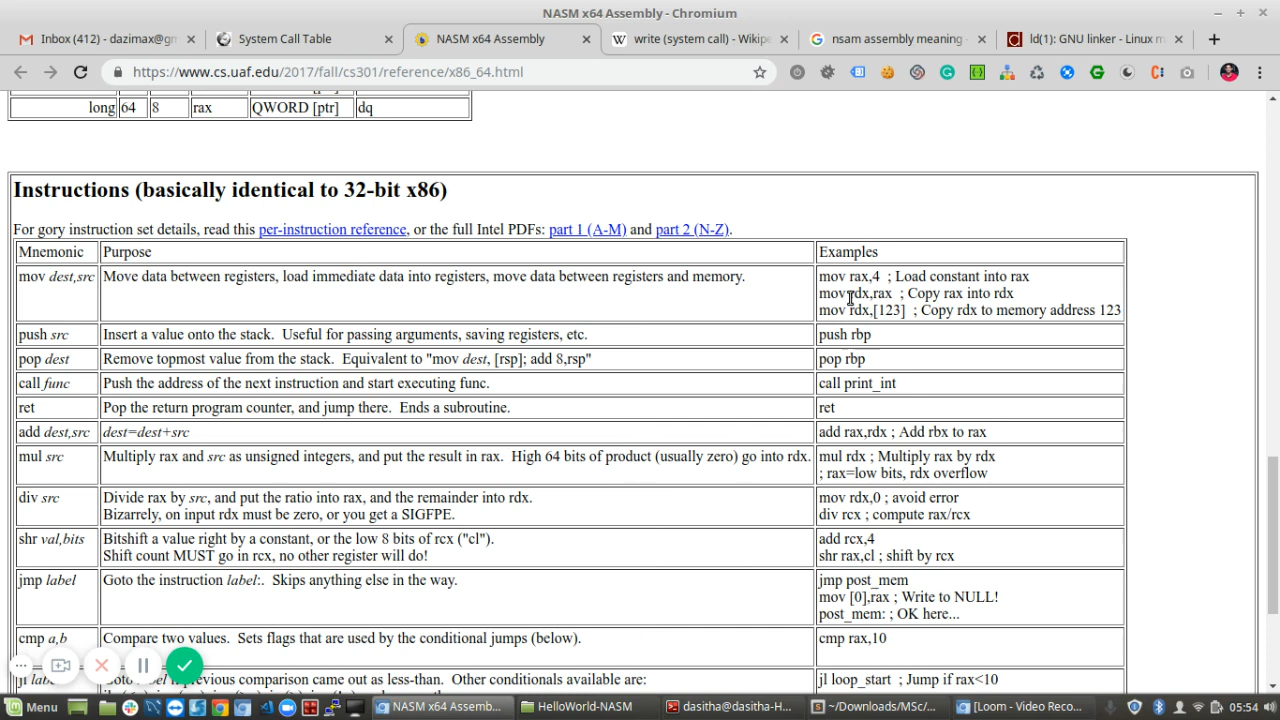 NASM x64 Assembly - Chromium
Inbox (412) - dazimax@gm
System Call Table
NASM x64 Assembly
write (system call) - Wikip
nsam assembly meaning -
ld(1): GNU linker - Linux m
https://www.cs.uaf.edu/2017/fall/cs301/reference/x86_64.html
long 64 8 rax QWORD [ptr] dq
Instructions (basically identical to 32-bit x86)
For gory instruction set details, read this per-instruction reference, or the full Intel PDFs: part 1 (A-M) and part 2 (N-Z).
Mnemonic Purpose Examples
mov dest,src Move data between registers, load immediate data into registers, move data between registers and memory. mov rax,4 ; Load constant into rax
mov rdx,rax ; Copy rax into rdx
mov rdx,[123] ; Copy rdx to memory address 123
push src Insert a value onto the stack. Useful for passing arguments, saving registers, etc. push rbp
pop dest Remove topmost value from the stack. Equivalent to "mov dest, [rsp]; add 8,rsp" pop rbp
call func Push the address of the next instruction and start executing func. call print_int
ret Pop the return program counter, and jump there. Ends a subroutine. ret
add dest,src dest=dest+src add rax,rdx ; Add rbx to rax
mul src Multiply rax and src as unsigned integers, and put the result in rax. High 64 bits of product (usually zero) go into rdx. mul rdx ; Multiply rax by rdx
; rax=low bits, rdx overflow
div src Divide rax by src, and put the ratio into rax, and the remainder into rdx. mov rdx,0 ; avoid error
Bizarrely, on input rdx must be zero, or you get a SIGFPE. div rcx ; compute rax/rcx
shr val,bits Bitshift a value right by a constant, or the low 8 bits of rcx ("cl"). add rcx,4
Shift count MUST go in rcx, no other register will do! shr rax,cl ; shift by rcx
jmp label Goto the instruction label:. Skips anything else in the way. jmp post_mem
mov [0],rax ; Write to NULL!
post_mem: ; OK here...
cmp a,b Compare two values. Sets flags that are used by the conditional jumps (below). cmp rax,10
previous comparison came out as less-than. Other conditionals available are: jl loop_start ; Jump if rax<10
Menu
NASM x64 Assemb...
HelloWorld-NASM
dasitha@dasitha-H...
~/Downloads/MSc/...
[Loom - Video Reco...
05:54